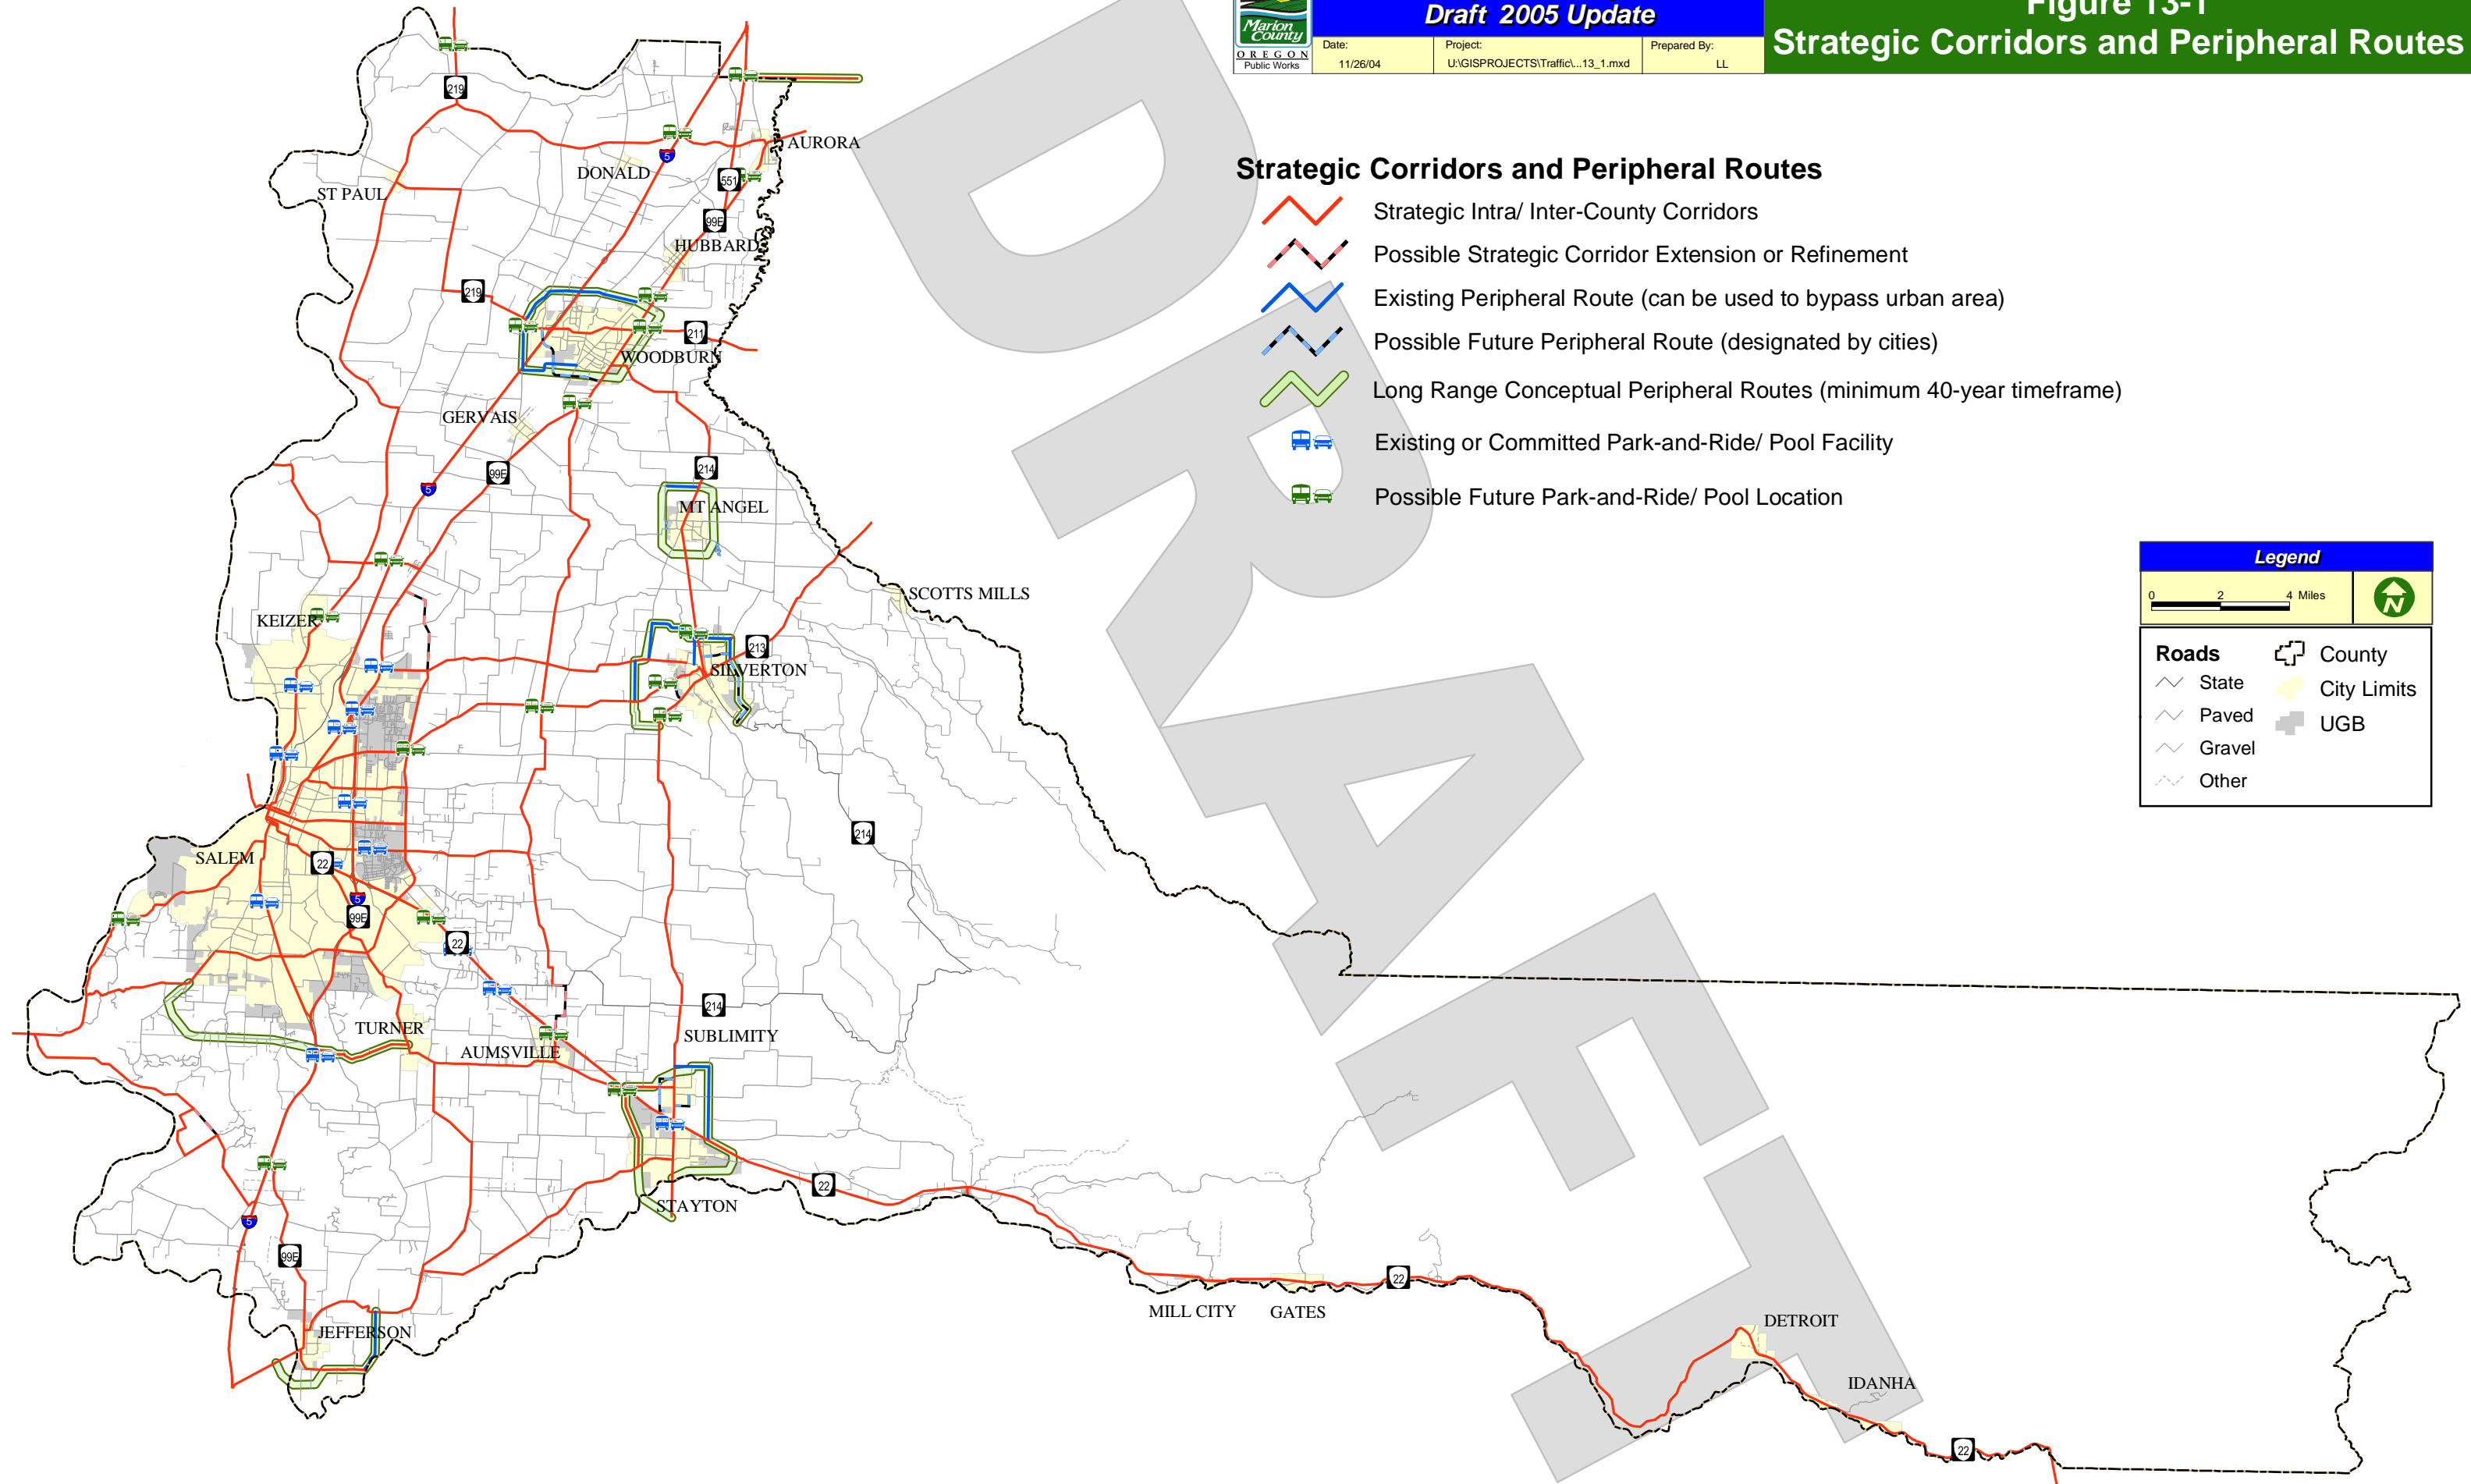 Marion
County
OREGON
Public Works
Draft 2005 Update
Date:
11/26/04
Project:
U:\GISPROJECTS\Traffic\...13_1.mxd
Prepared By:
LL
Figure 13-1
Strategic Corridors and Peripheral Routes
Strategic Corridors and Peripheral Routes
Strategic Intra/ Inter-County Corridors
Possible Strategic Corridor Extension or Refinement
Existing Peripheral Route (can be used to bypass urban area)
Possible Future Peripheral Route (designated by cities)
Long Range Conceptual Peripheral Routes (minimum 40-year timeframe)
Existing or Committed Park-and-Ride/ Pool Facility
Possible Future Park-and-Ride/ Pool Location
Legend
0 2 4 Miles
N
Roads
State
Paved
Gravel
Other
County
City Limits
UGB
DRAFT
219
5
AURORA
DONALD
551
ST PAUL
99E
HUBBARD
219
211
WOODBURN
GERVAIS
214
99E
5
MT ANGEL
SCOTTS MILLS
KEIZER
213
SILVERTON
214
SALEM
22
5
99E
22
214
TURNER
SUBLIMITY
AUMSVILLE
22
STAYTON
5
99E
22
MILL CITY
GATES
DETROIT
JEFFERSON
IDANHA
22